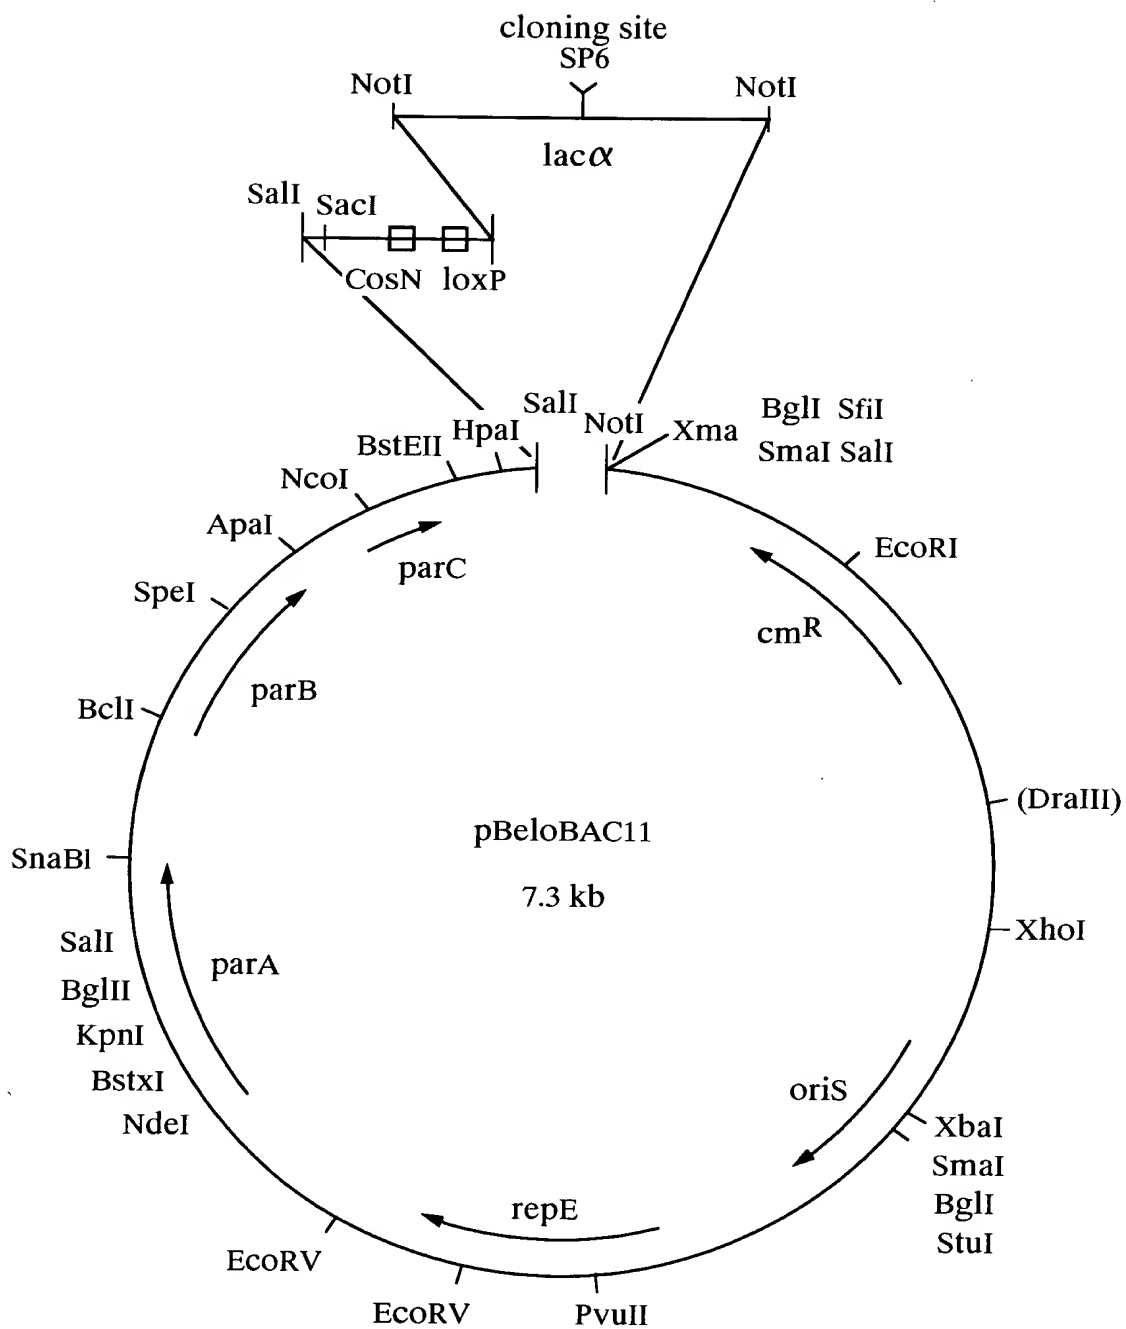 cloning site
SP6
NotI
NotI
lacα
SalI
SacI
CosN
loxP
SalI
NotI
Xma
BglI SfiI
SmaI SalI
HpaI
BstEII
NcoI
ApaI
SpeI
BclI
SnaBI
SalI
BglII
KpnI
BstxI
NdeI
EcoRV
EcoRV
PvuII
XbaI
SmaI
BglI
StuI
XhoI
(DraIII)
EcoRI
parC
parB
parA
repE
oriS
cmR
pBeloBAC11
7.3 kb